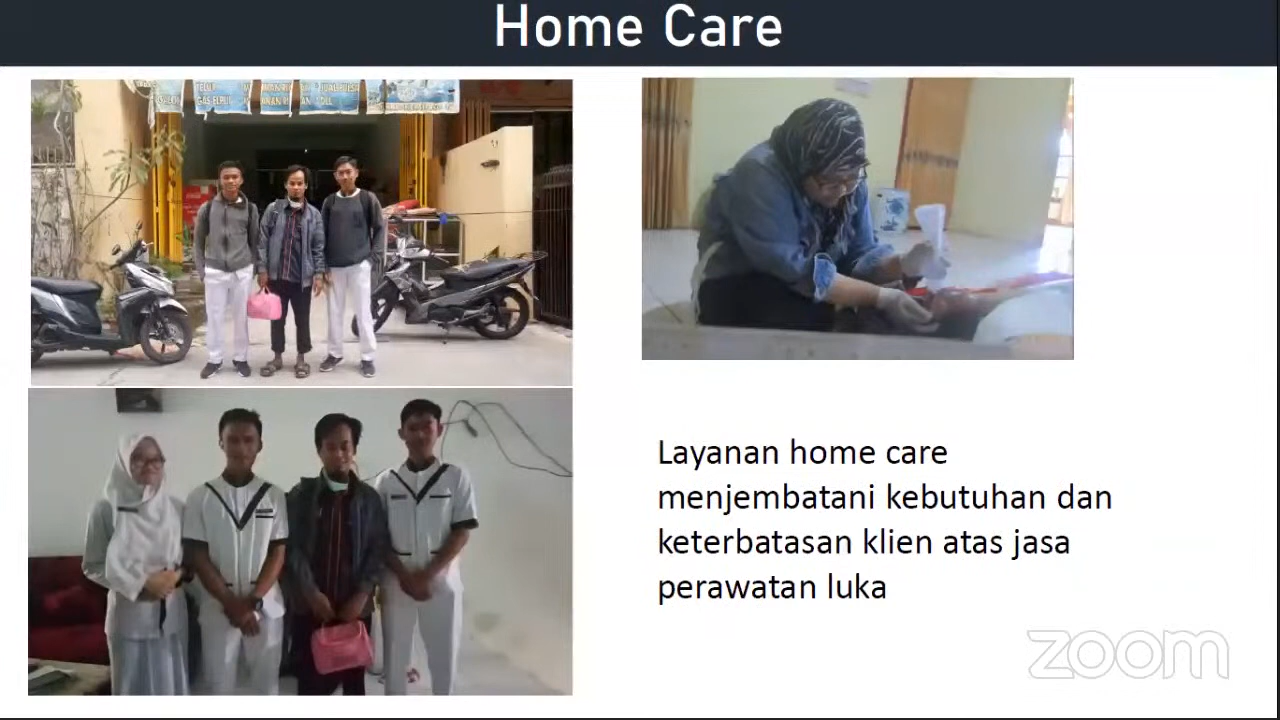 Home Care
Layanan home care
menjembatani kebutuhan dan
keterbatasan klien atas jasa
perawatan luka
zoom